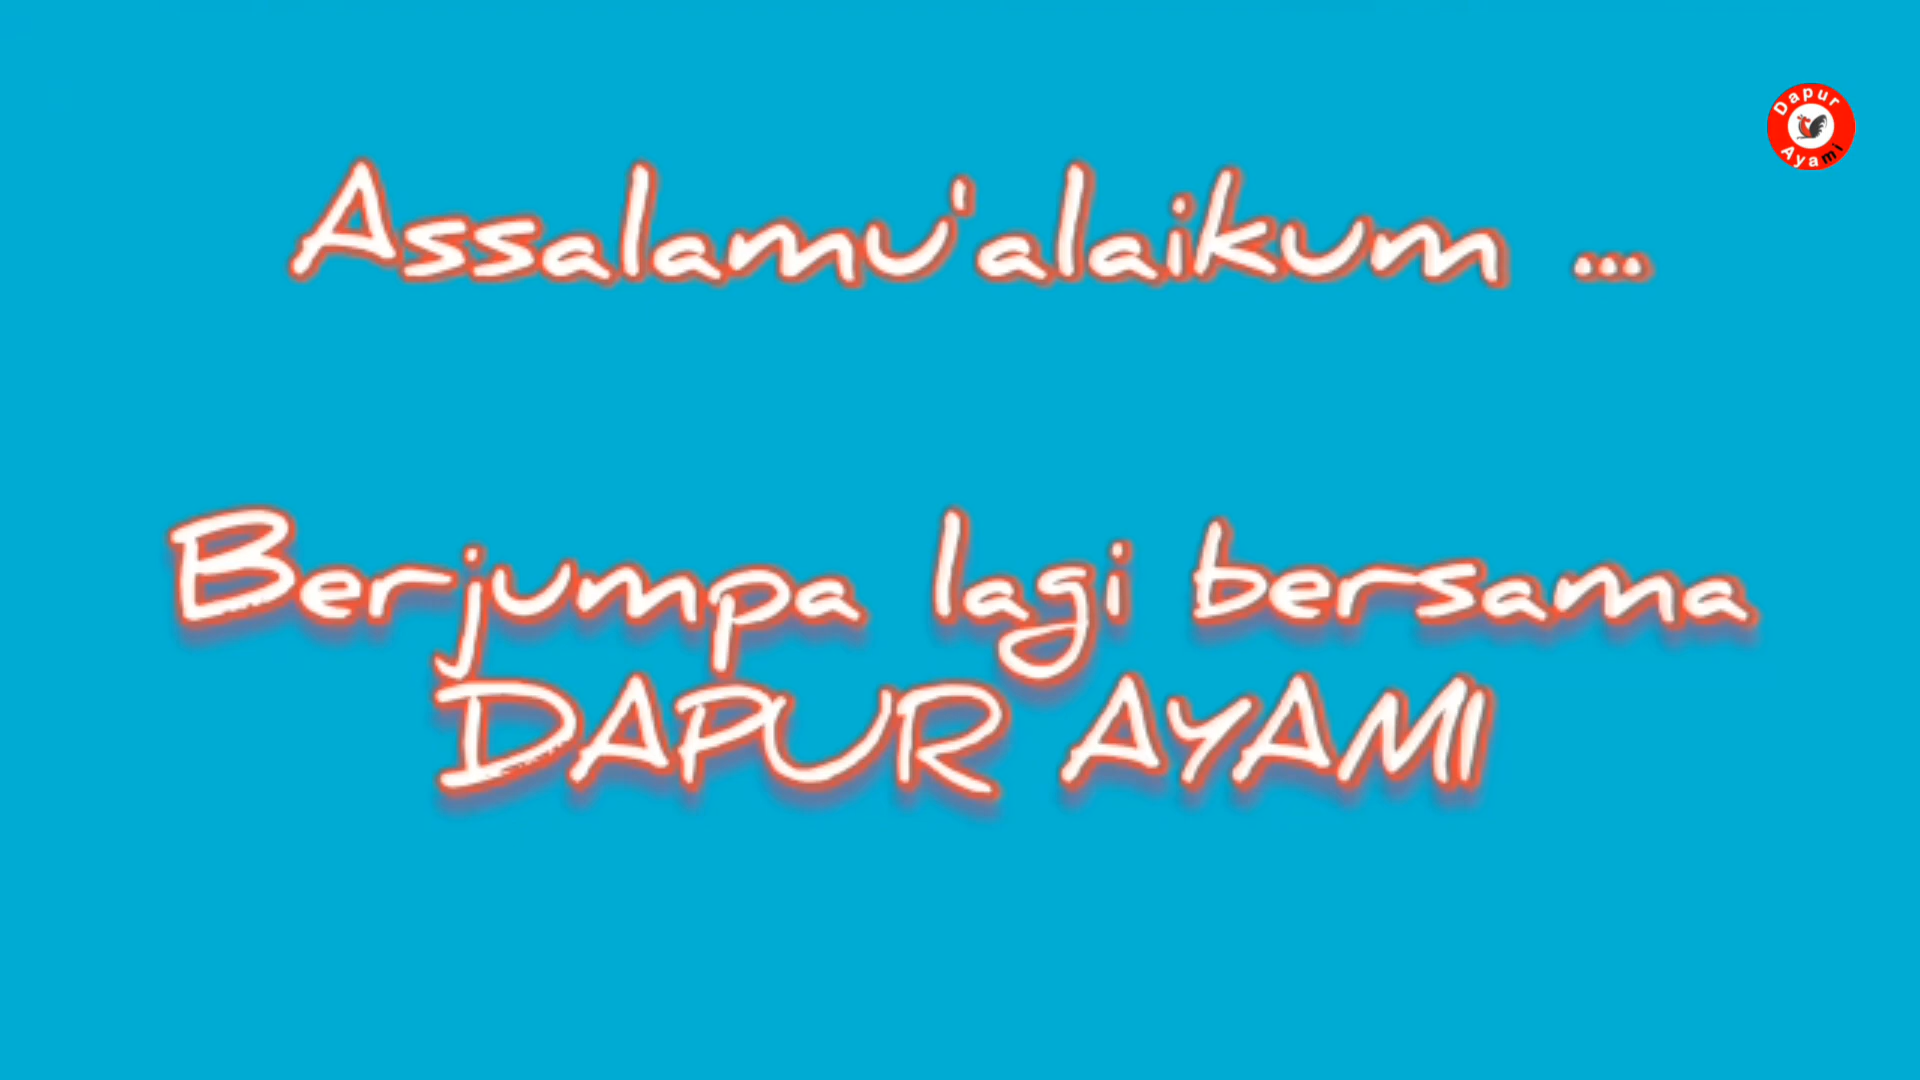 Dapur
Ayami
Assalamu'alaikum ...
Berjumpa lagi bersama
DAPUR AYAMI